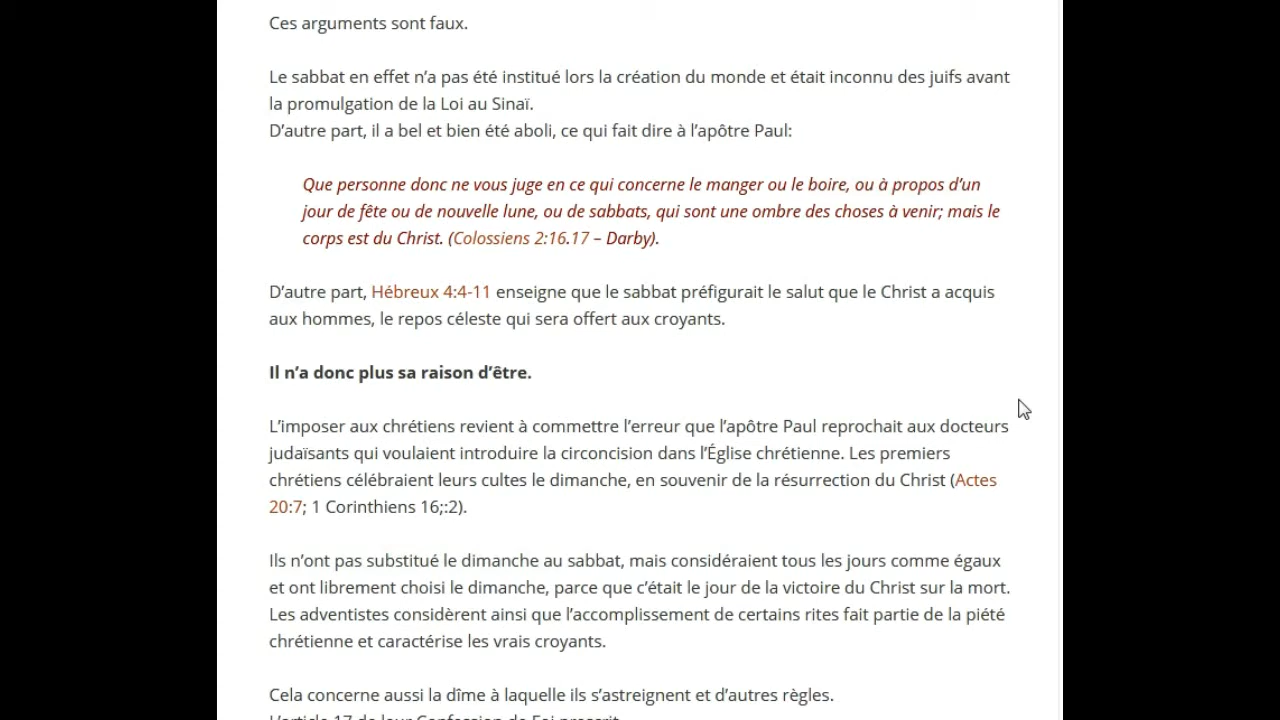 Ces arguments sont faux.
Le sabbat en effet n’a pas été institué lors la création du monde et était inconnu des juifs avant
la promulgation de la Loi au Sinaï.
D’autre part, il a bel et bien été aboli, ce qui fait dire à l’apôtre Paul:
Que personne donc ne vous juge en ce qui concerne le manger ou le boire, ou à propos d’un
jour de fête ou de nouvelle lune, ou de sabbats, qui sont une ombre des choses à venir; mais le
corps est du Christ. (Colossiens 2:16.17 – Darby).
D’autre part, Hébreux 4:4-11 enseigne que le sabbat préfigurait le salut que le Christ a acquis
aux hommes, le repos céleste qui sera offert aux croyants.
Il n’a donc plus sa raison d’être.
L’imposer aux chrétiens revient à commettre l’erreur que l’apôtre Paul reprochait aux docteurs
judaïsants qui voulaient introduire la circoncision dans l’Église chrétienne. Les premiers
chrétiens célébraient leurs cultes le dimanche, en souvenir de la résurrection du Christ (Actes
20:7; 1 Corinthiens 16;:2).
Ils n’ont pas substitué le dimanche au sabbat, mais considéraient tous les jours comme égaux
et ont librement choisi le dimanche, parce que c’était le jour de la victoire du Christ sur la mort.
Les adventistes considèrent ainsi que l’accomplissement de certains rites fait partie de la piété
chrétienne et caractérise les vrais croyants.
Cela concerne aussi la dîme à laquelle ils s’astreignent et d’autres règles.
L’article 17 de leur Confession de Foi prescrit